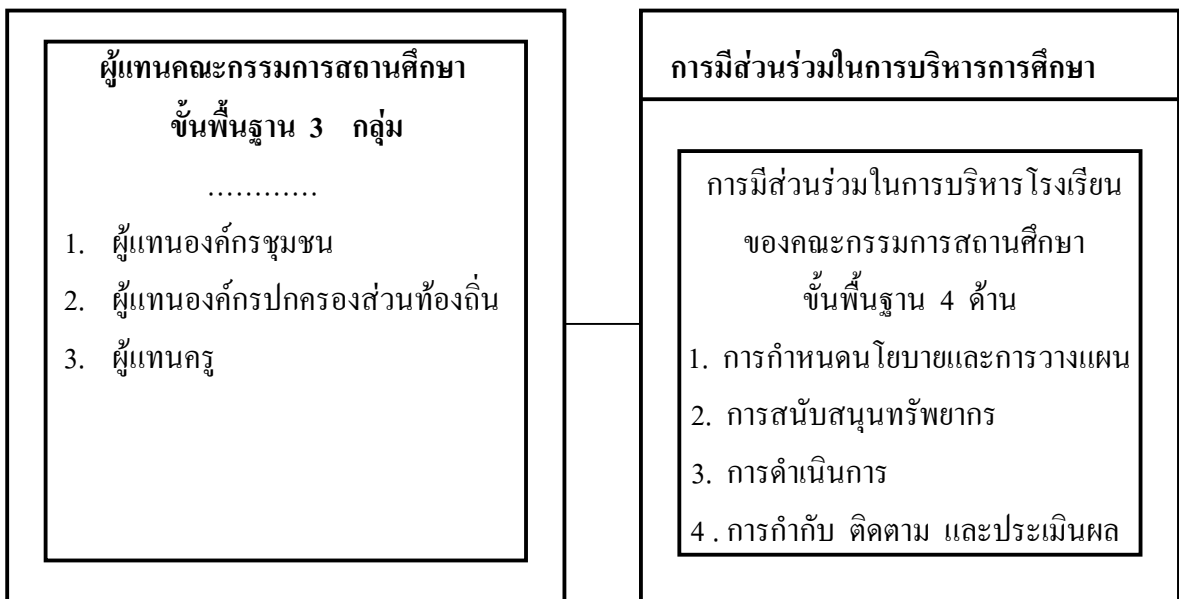 ผู้แทนคณะกรรมการสถานศึกษา
ขั้นพื้นฐาน 3 กลุ่ม
............
1. ผู้แทนองค์กรชุมชน
2. ผู้แทนองค์กรปกครองส่วนท้องถิ่น
3. ผู้แทนครู
การมีส่วนร่วมในการบริหารการศึกษา
การมีส่วนร่วมในการบริหารโรงเรียน
ของคณะกรรมการสถานศึกษา
ขั้นพื้นฐาน 4 ด้าน
1. การกำหนดนโยบายและการวางแผน
2. การสนับสนุนทรัพยากร
3. การดำเนินการ
4 . การกำกับ ติดตาม และประเมินผล